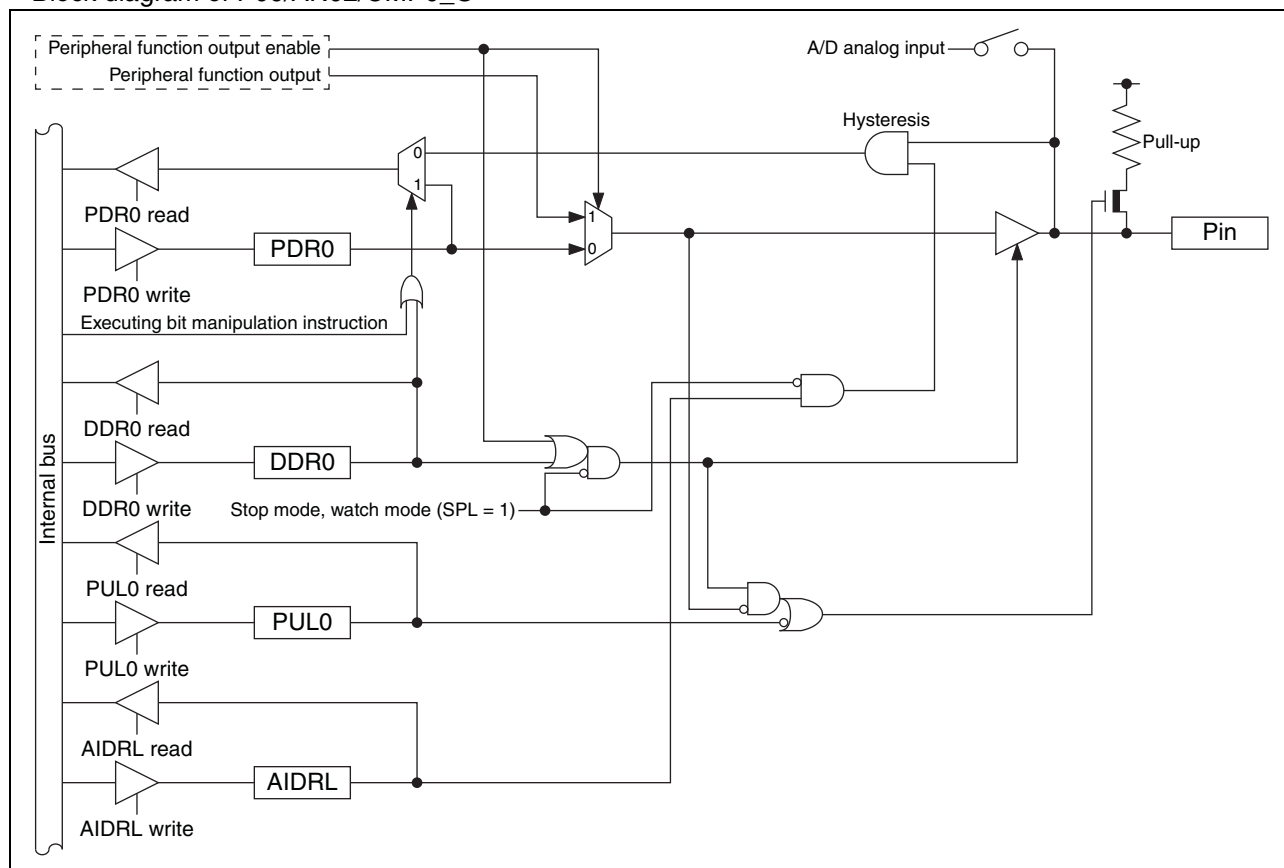 Peripheral function output enable
Peripheral function output
A/D analog input
Hysteresis
Pull-up
0
1
PDR0 read
1
0
PDR0
Pin
PDR0 write
Executing bit manipulation instruction
DDR0 read
DDR0
DDR0 write
Stop mode, watch mode (SPL = 1)
Internal bus
PUL0 read
PUL0
PUL0 write
AIDRL read
AIDRL
AIDRL write